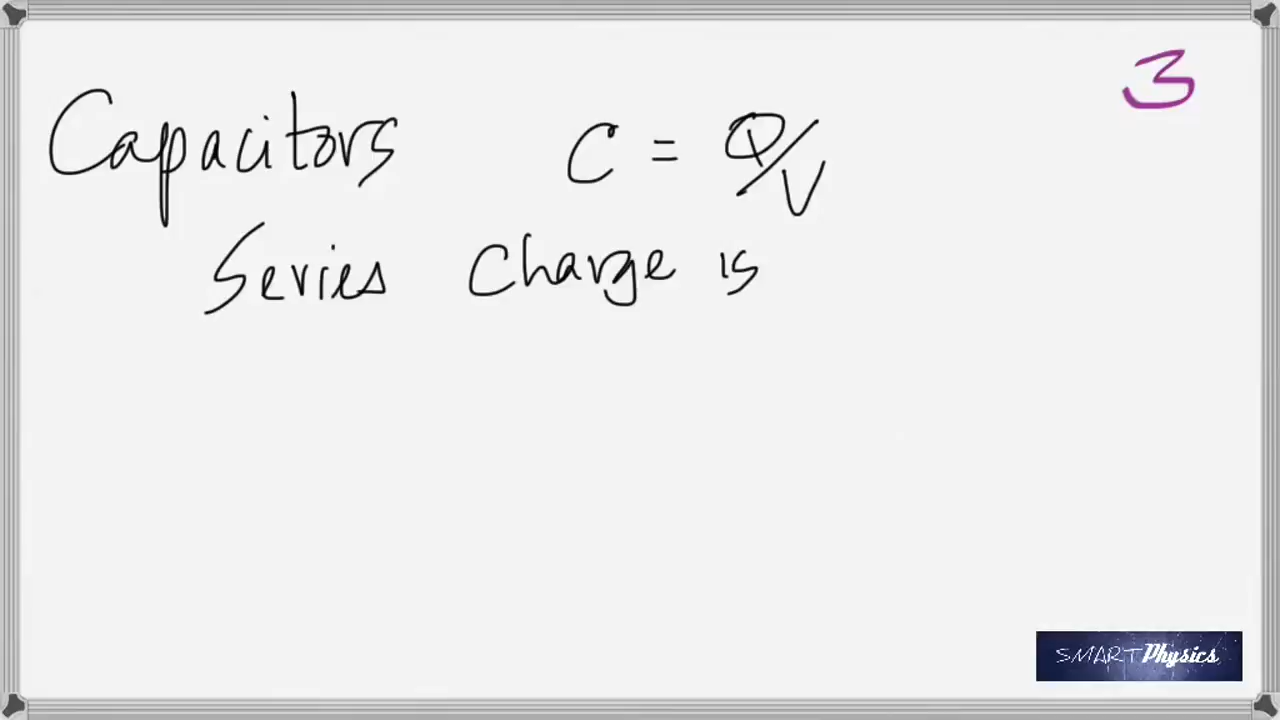 3
Capacitors C = Q/V
Series Charge is
SMART Physics